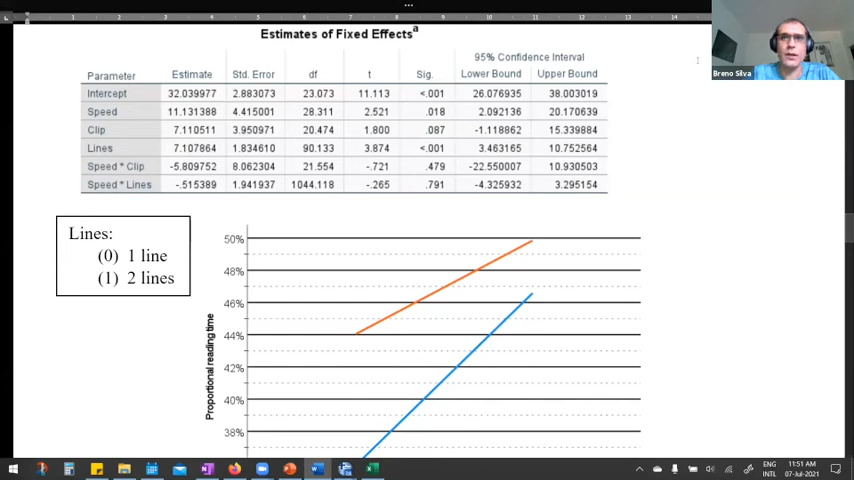 Estimates of Fixed Effectsa
95% Confidence Interval
Parameter Estimate Std. Error df t Sig. Lower Bound Upper Bound
Intercept 32.039977 2.883073 23.073 11.113 <.001 26.076935 38.003019
Speed 11.131388 4.415001 28.311 2.521 .018 2.092136 20.170639
Clip 7.110511 3.950971 20.474 1.800 .087 -1.118862 15.339884
Lines 7.107864 1.834610 90.133 3.874 <.001 3.463165 10.752564
Speed * Clip -5.809752 8.062304 21.554 -.721 .479 -22.550007 10.930503
Speed * Lines -.515389 1.941937 1044.118 -.265 .791 -4.325932 3.295154
Breno Silva
Lines:
(0) 1 line
(1) 2 lines
Proportional reading time
50%
48%
46%
44%
42%
40%
38%
ENG
INTL
11:51 AM
07-Jul-2021